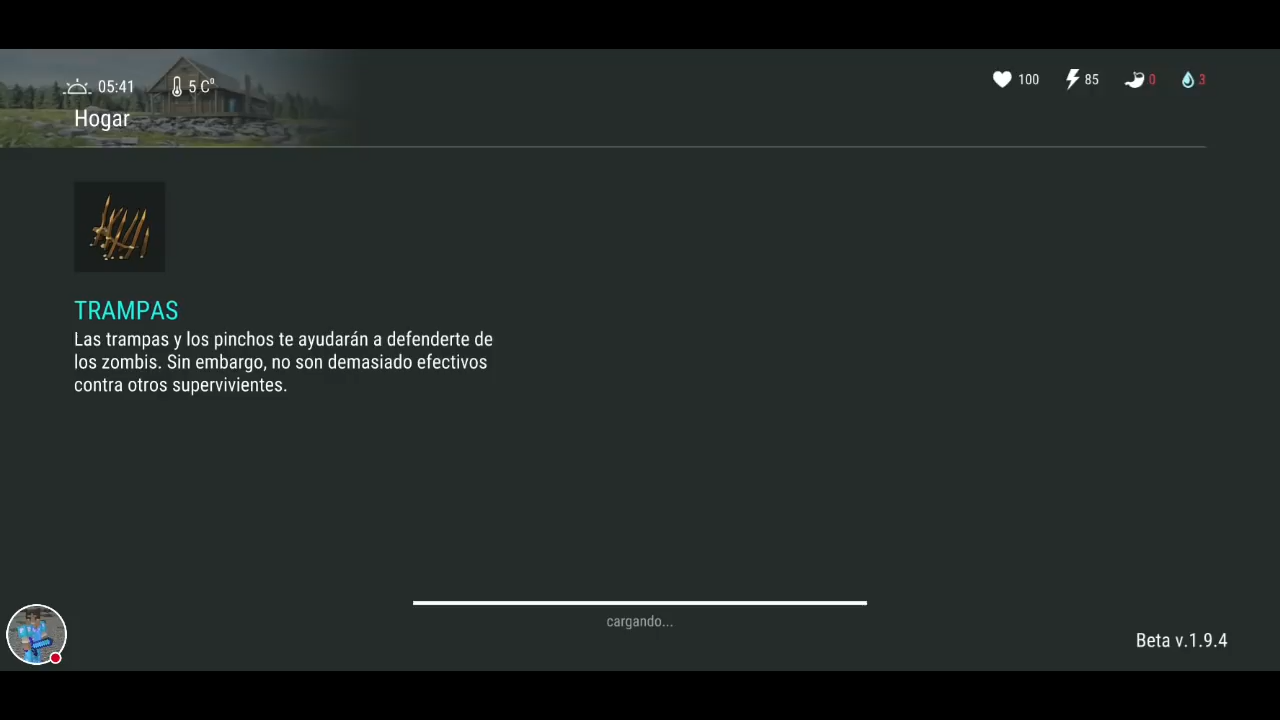 05:41
5 C⁰
100
85
0
3
Hogar
TRAMPAS
Las trampas y los pinchos te ayudarán a defenderte de
los zombis. Sin embargo, no son demasiado efectivos
contra otros supervivientes.
cargando...
Beta v.1.9.4